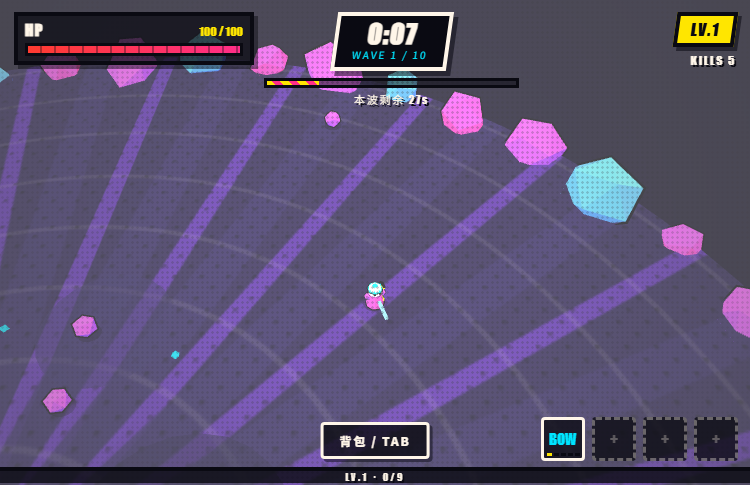 HP
100/100
0:07
WAVE 1 / 10
LV.1
KILLS 5
本波剩余 27s
BOW
+
+
+
背包 / TAB
LV.1 · 0/9